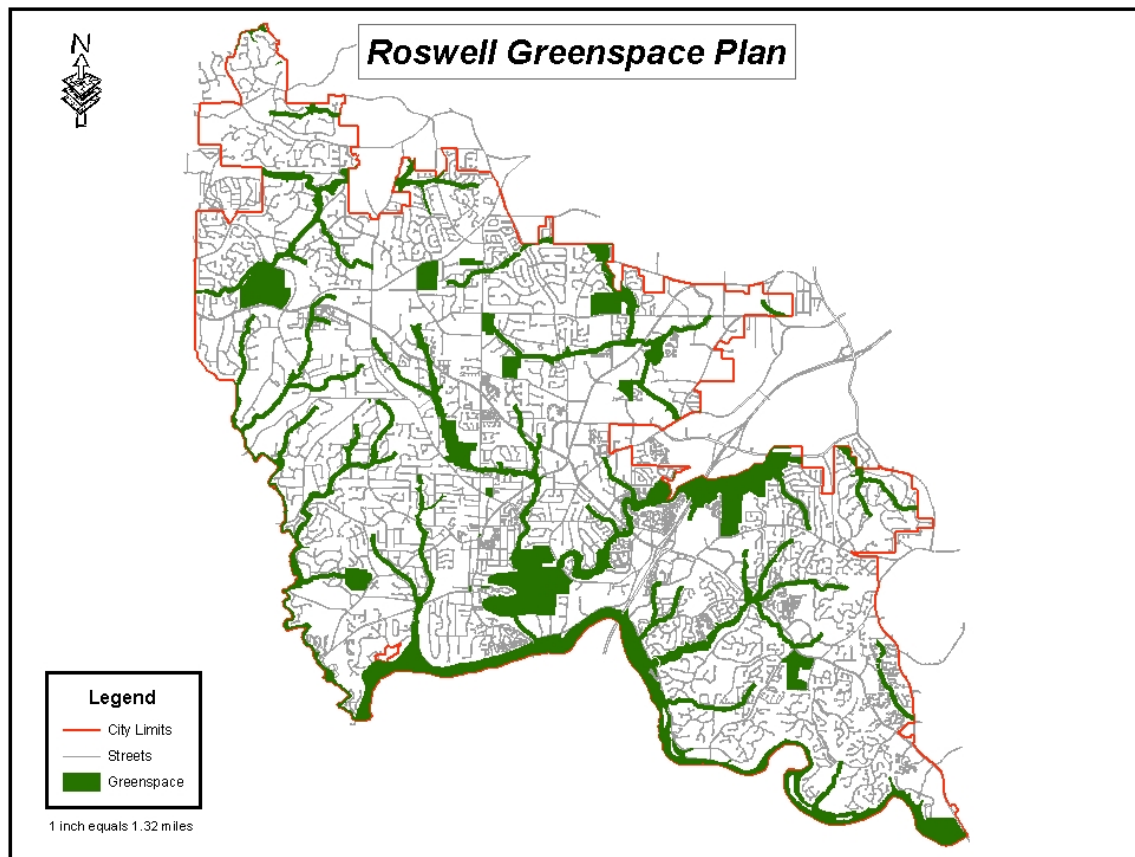 N
Roswell Greenspace Plan
Legend
City Limits
Streets
Greenspace
1 inch equals 1.32 miles